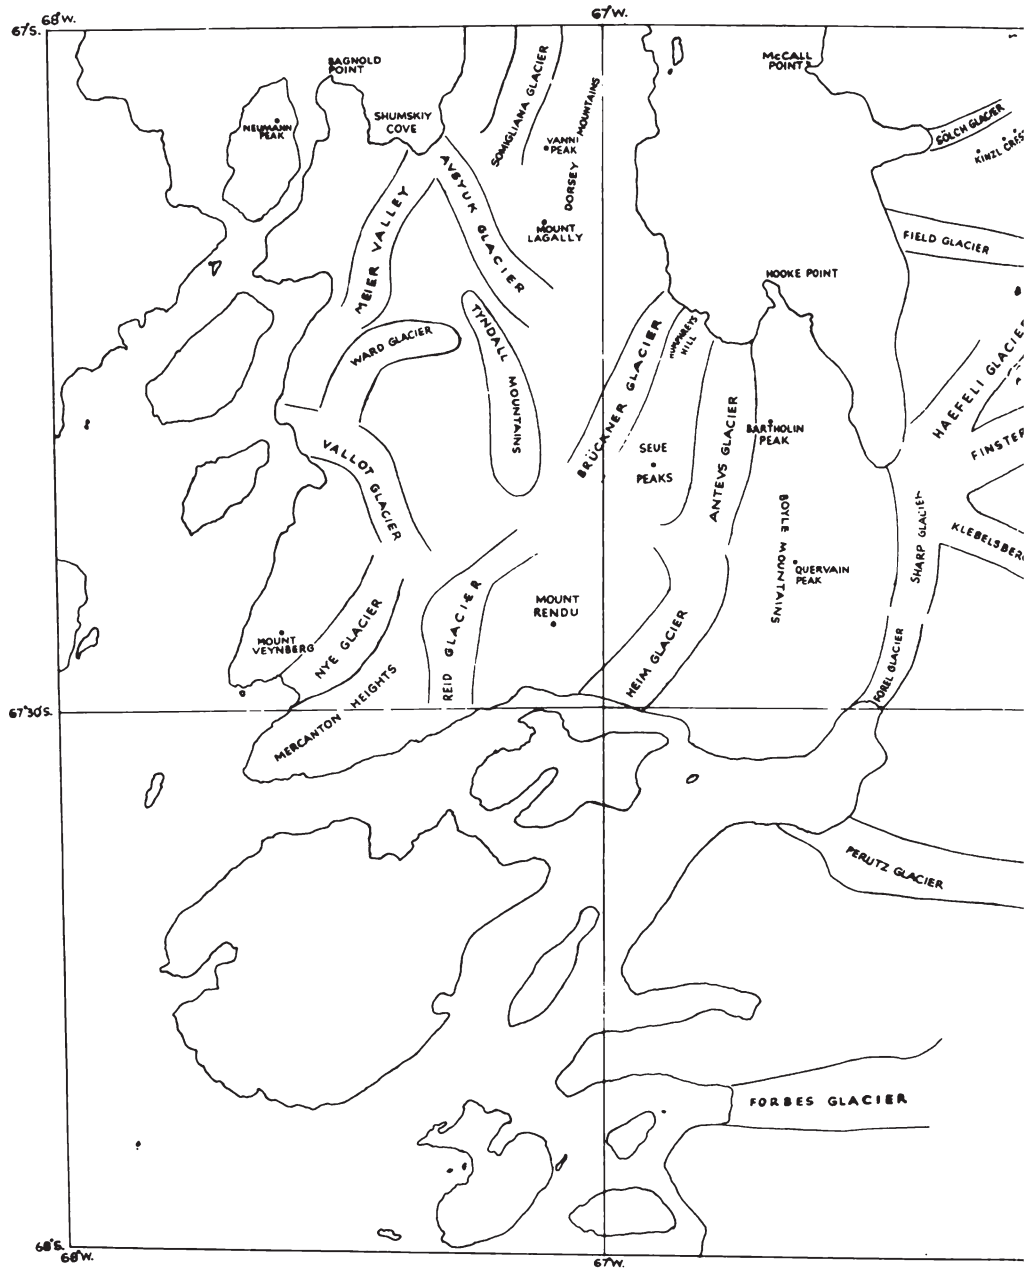 68°W.
67°W.
67°S.
BAGNOLD
POINT
McCALL
POINT
SOMIGLIANA GLACIER
DORSEY MOUNTAINS
NEUMANN
PEAK
SHUMSKIY
COVE
VANNI
PEAK
SÖLCH GLACIER
AVSYUK GLACIER
MEIER VALLEY
MOUNT
LAGALLY
FIELD GLACIER
HOOKE POINT
WARD GLACIER
TYNDALL MOUNTAINS
BRÜCKNER GLACIER
HUMPHREYS
HILL
HAEFELI GLACIER
VALLOT GLACIER
SEUE
PEAKS
ANTEVS GLACIER
BARTHOLIN
PEAK
FINSTER
BOYLE MOUNTAINS
SHARP GLACIER
KLEBELSBERG
QUERVAIN
PEAK
MOUNT
RENDU
MOUNT
VEYNBERG
NYE GLACIER
REID GLACIER
HEIM GLACIER
FOREL GLACIER
MERCANTON HEIGHTS
67°30'S.
PERUTZ GLACIER
FORBES GLACIER
68°S.
68°W.
67°W.